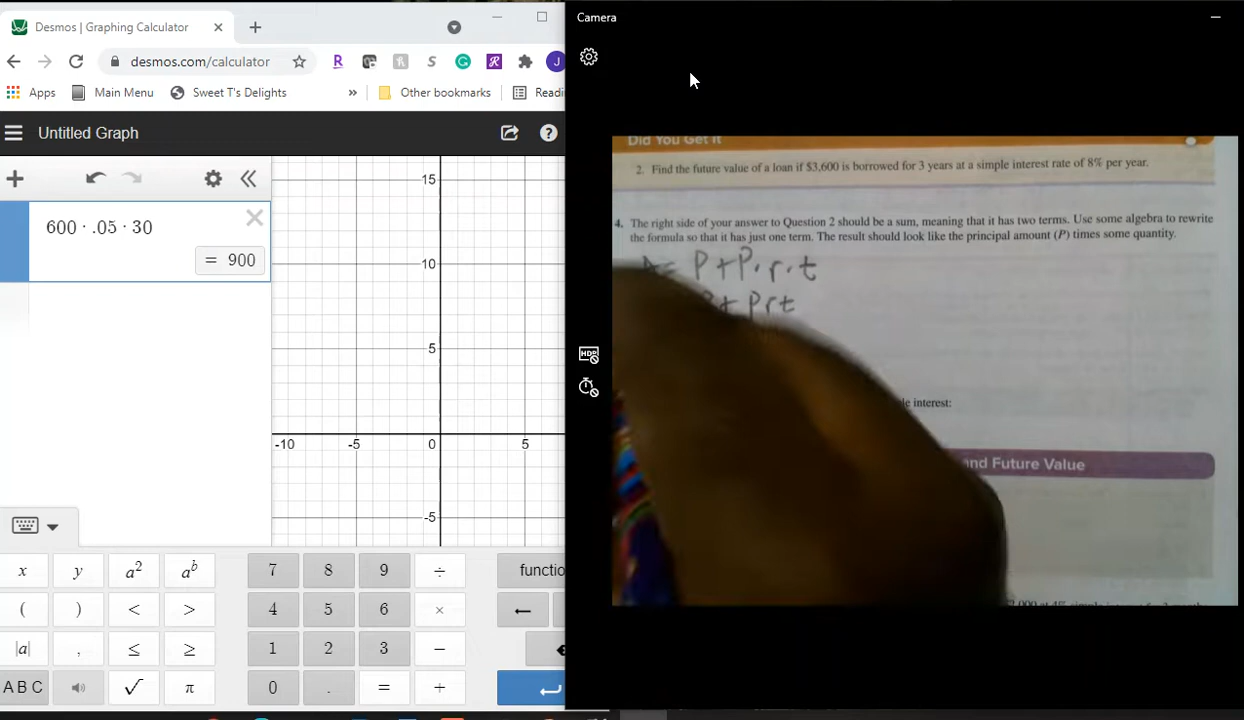 Desmos | Graphing Calculator
desmos.com/calculator
Apps Main Menu Sweet T's Delights » Other bookmarks Readi
Untitled Graph
600 · .05 · 30
= 900
15
10
5
-10 -5 0 5
-5
x y a² aᵇ 7 8 9 ÷ functio
( ) < > 4 5 6 ×
|a| , ≤ ≥ 1 2 3 −
A B C √ π 0 . = +
Camera
Did You Get It
2. Find the future value of a loan if $3,600 is borrowed for 3 years at a simple interest rate of 8% per year.
4. The right side of your answer to Question 2 should be a sum, meaning that it has two terms. Use some algebra to rewrite
the formula so that it has just one term. The result should look like the principal amount (P) times some quantity.
= P + P · r · t
+ Prt
interest:
and Future Value